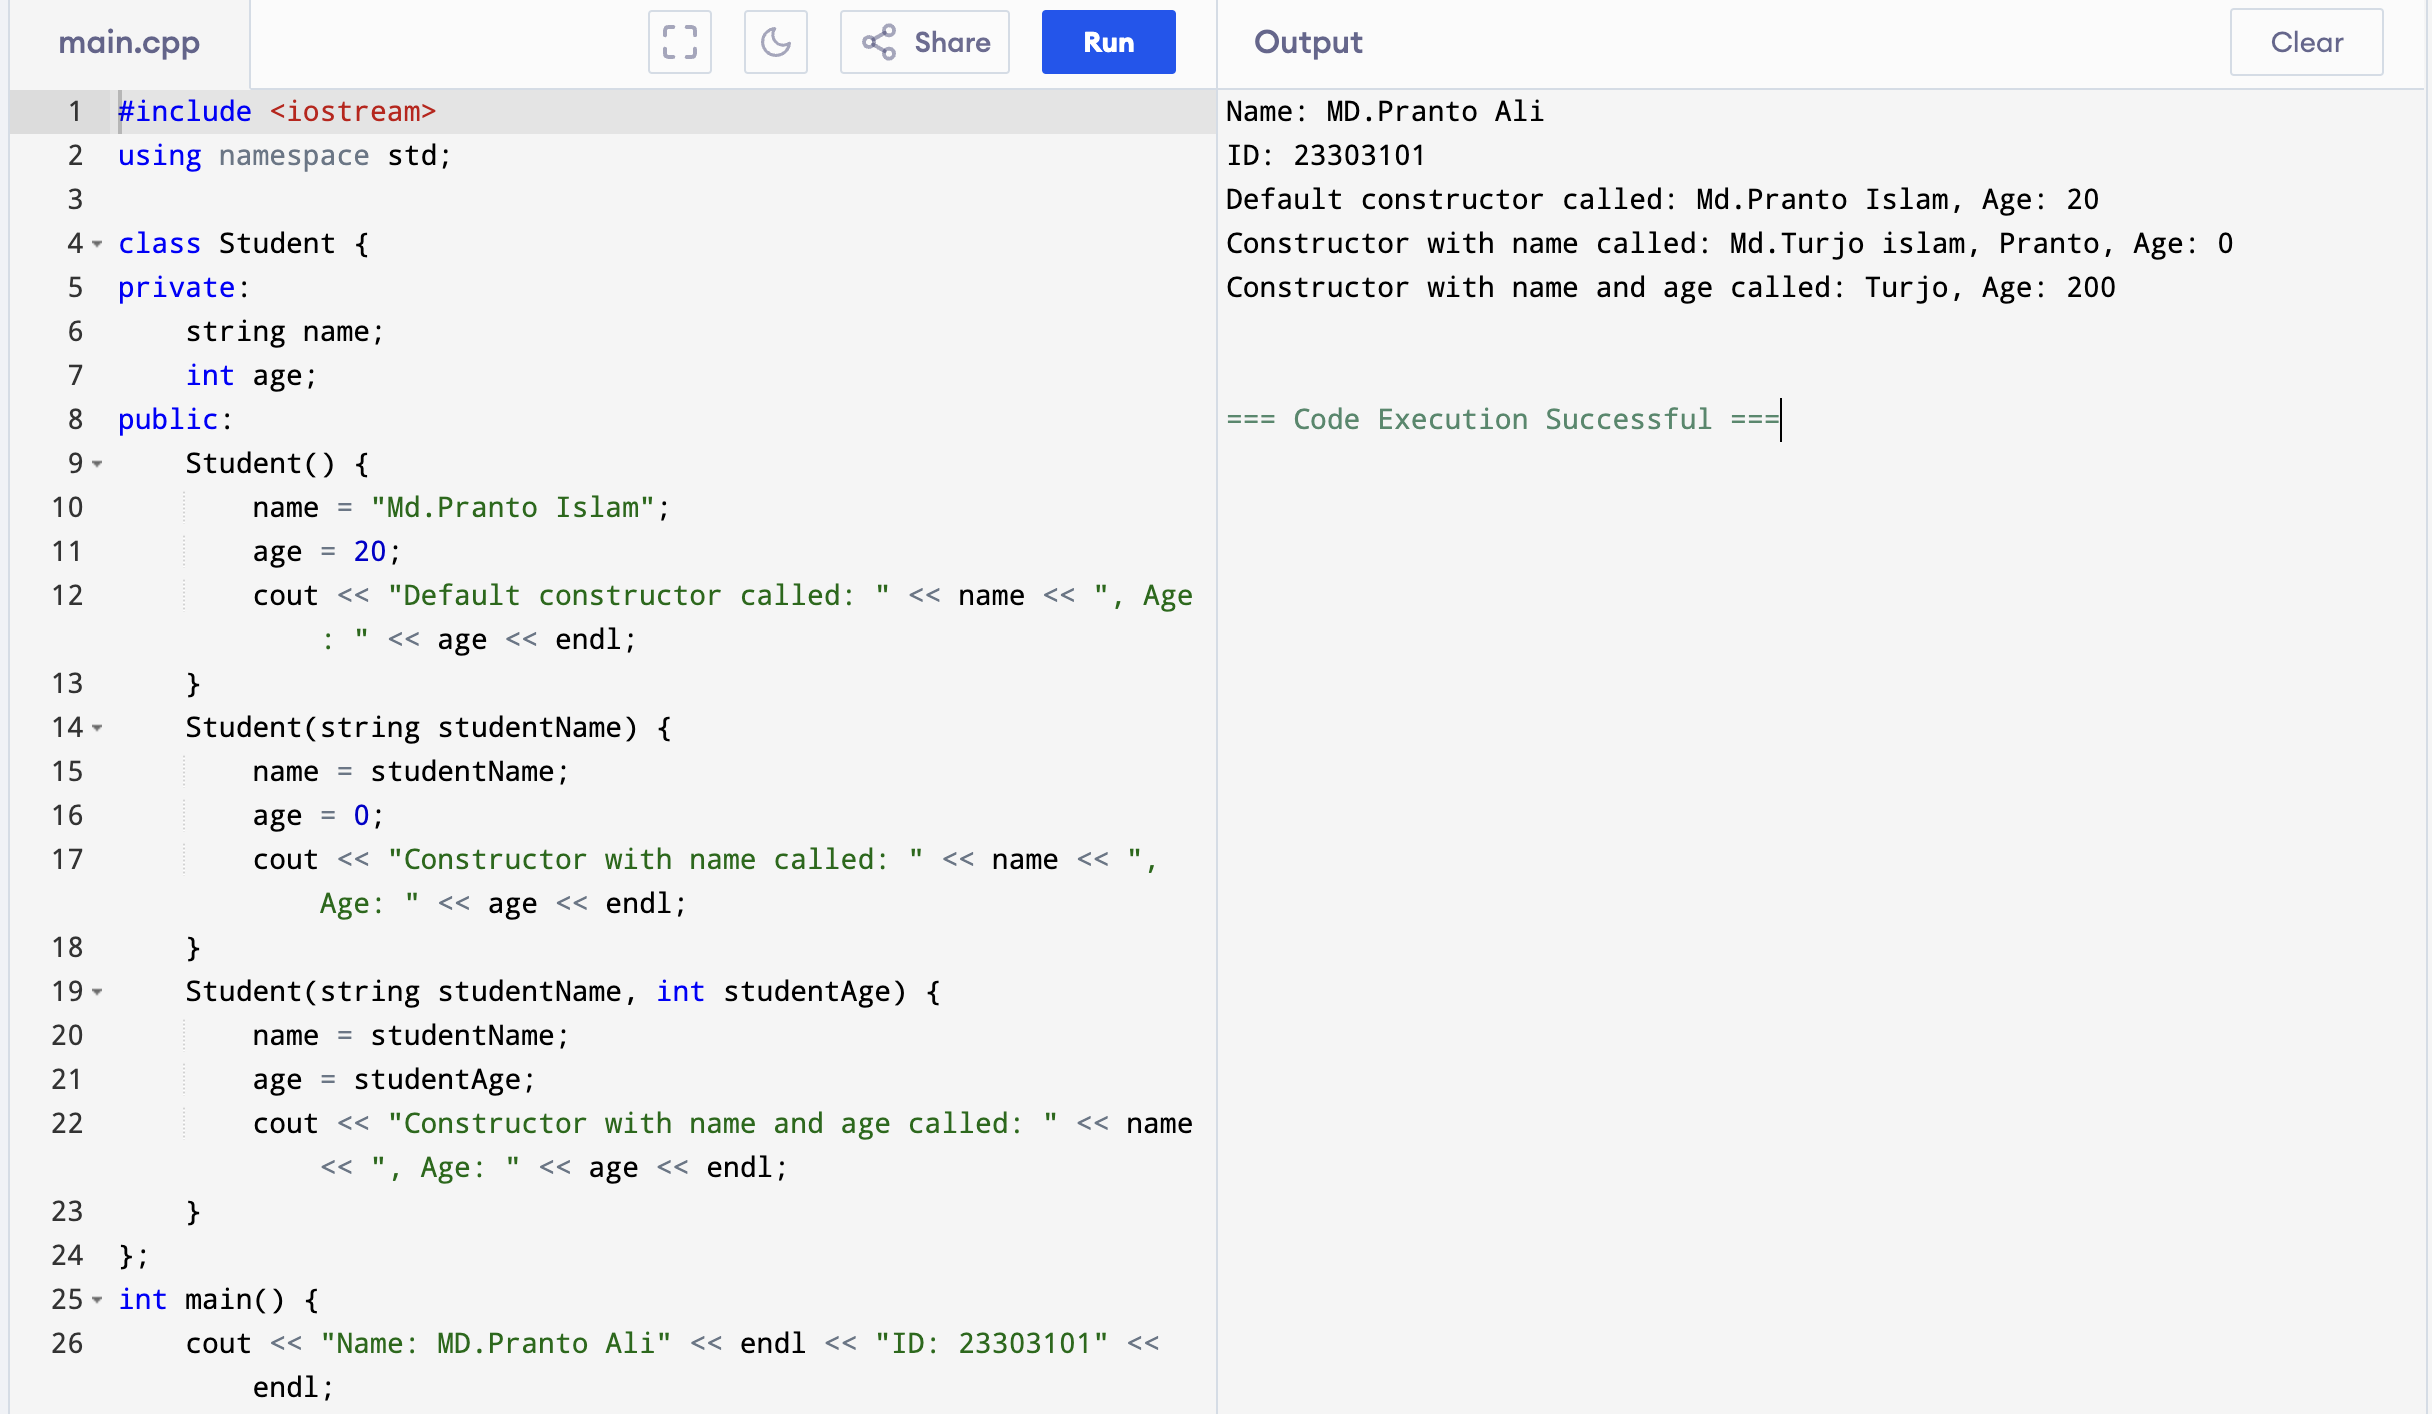 main.cpp
Share
Run
Output
Clear
1 #include <iostream>
2 using namespace std;
3
4 class Student {
5 private:
6     string name;
7     int age;
8 public:
9     Student() {
10         name = "Md.Pranto Islam";
11         age = 20;
12         cout << "Default constructor called: " << name << ", Age
: " << age << endl;
13     }
14     Student(string studentName) {
15         name = studentName;
16         age = 0;
17         cout << "Constructor with name called: " << name << ",
Age: " << age << endl;
18     }
19     Student(string studentName, int studentAge) {
20         name = studentName;
21         age = studentAge;
22         cout << "Constructor with name and age called: " << name
<< ", Age: " << age << endl;
23     }
24 };
25 int main() {
26     cout << "Name: MD.Pranto Ali" << endl << "ID: 23303101" <<
endl;
Name: MD.Pranto Ali
ID: 23303101
Default constructor called: Md.Pranto Islam, Age: 20
Constructor with name called: Md.Turjo islam, Pranto, Age: 0
Constructor with name and age called: Turjo, Age: 200
=== Code Execution Successful ===